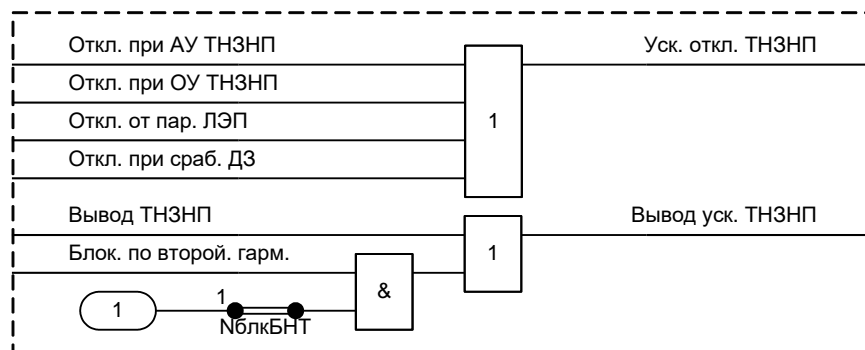 Откл. при АУ ТНЗНП
Уск. откл. ТНЗНП
Откл. при ОУ ТНЗНП
Откл. от пар. ЛЭП
1
Откл. при сраб. ДЗ
Вывод ТНЗНП
Вывод уск. ТНЗНП
Блок. по второй. гарм.
1
&
1
1
NблкБНТ